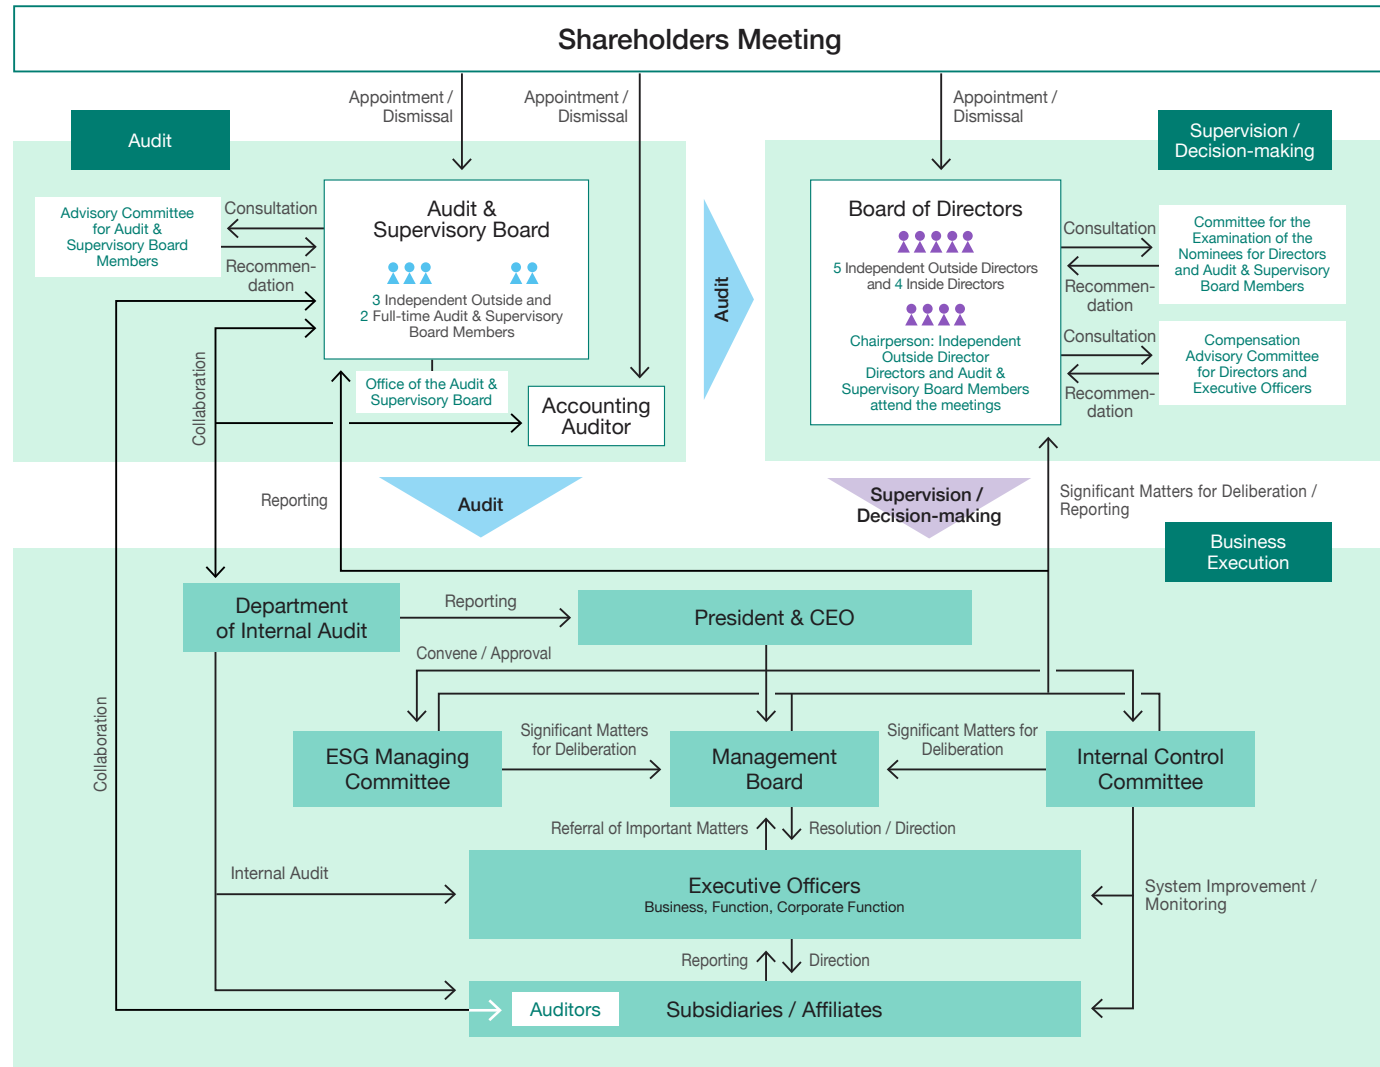 Shareholders Meeting
Appointment /
Dismissal
Appointment /
Dismissal
Appointment /
Dismissal
Audit
Supervision /
Decision-making
Advisory Committee
for Audit &
Supervisory Board
Members
Consultation
Recommen-
dation
Audit &
Supervisory Board
3 Independent Outside and
2 Full-time Audit & Supervisory
Board Members
Office of the Audit &
Supervisory Board
Accounting
Auditor
Collaboration
Audit
Board of Directors
5 Independent Outside Directors
and 4 Inside Directors
Chairperson: Independent
Outside Director
Directors and Audit &
Supervisory Board Members
attend the meetings
Consultation
Recommen-
dation
Committee for the
Examination of the
Nominees for Directors
and Audit & Supervisory
Board Members
Consultation
Recommen-
dation
Compensation
Advisory Committee
for Directors and
Executive Officers
Reporting
Audit
Supervision /
Decision-making
Significant Matters for Deliberation /
Reporting
Business
Execution
Department
of Internal Audit
Reporting
President & CEO
Convene / Approval
Collaboration
ESG Managing
Committee
Significant Matters
for Deliberation
Management
Board
Significant Matters for
Deliberation
Internal Control
Committee
Referral of Important Matters
Resolution / Direction
Internal Audit
Executive Officers
Business, Function, Corporate Function
System Improvement /
Monitoring
Reporting
Direction
Auditors
Subsidiaries / Affiliates